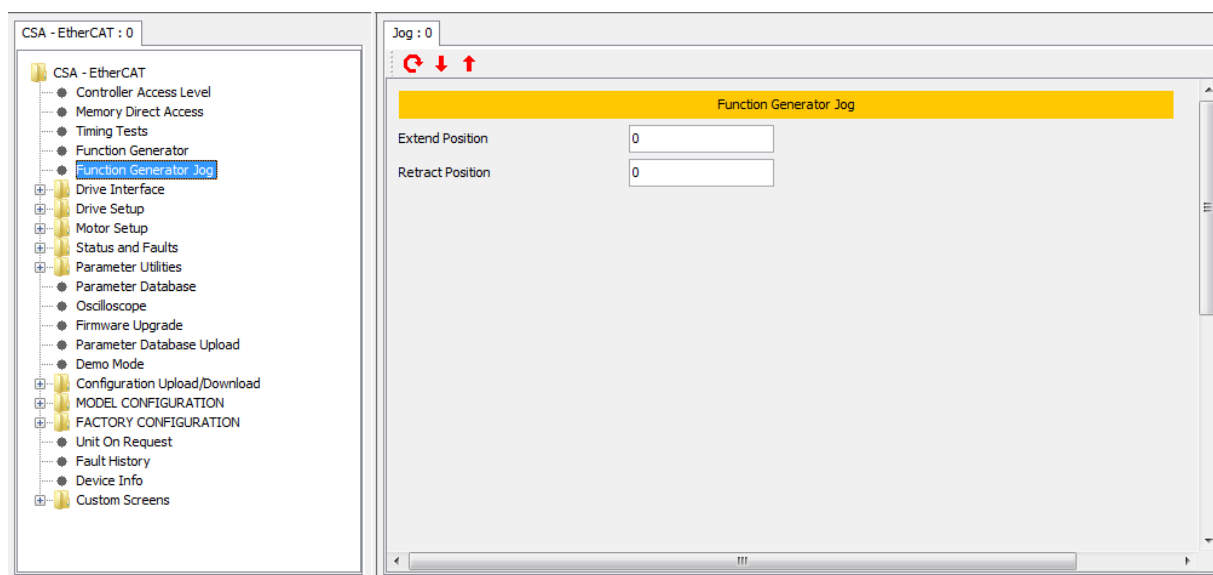 CSA - EtherCAT : 0
CSA - EtherCAT
Controller Access Level
Memory Direct Access
Timing Tests
Function Generator
Function Generator Jog
Drive Interface
Drive Setup
Motor Setup
Status and Faults
Parameter Utilities
Parameter Database
Oscilloscope
Firmware Upgrade
Parameter Database Upload
Demo Mode
Configuration Upload/Download
MODEL CONFIGURATION
FACTORY CONFIGURATION
Unit On Request
Fault History
Device Info
Custom Screens
Jog : 0
Function Generator Jog
Extend Position 0
Retract Position 0